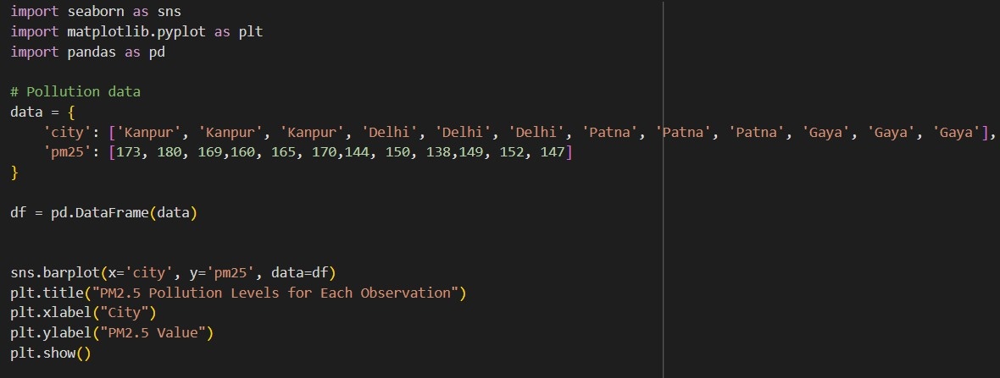 import seaborn as sns
import matplotlib.pyplot as plt
import pandas as pd
# Pollution data
data = {
    'city': ['Kanpur', 'Kanpur', 'Kanpur', 'Delhi', 'Delhi', 'Delhi', 'Patna', 'Patna', 'Patna', 'Gaya', 'Gaya', 'Gaya'],
    'pm25': [173, 180, 169,160, 165, 170,144, 150, 138,149, 152, 147]
}
df = pd.DataFrame(data)
sns.barplot(x='city', y='pm25', data=df)
plt.title("PM2.5 Pollution Levels for Each Observation")
plt.xlabel("City")
plt.ylabel("PM2.5 Value")
plt.show()